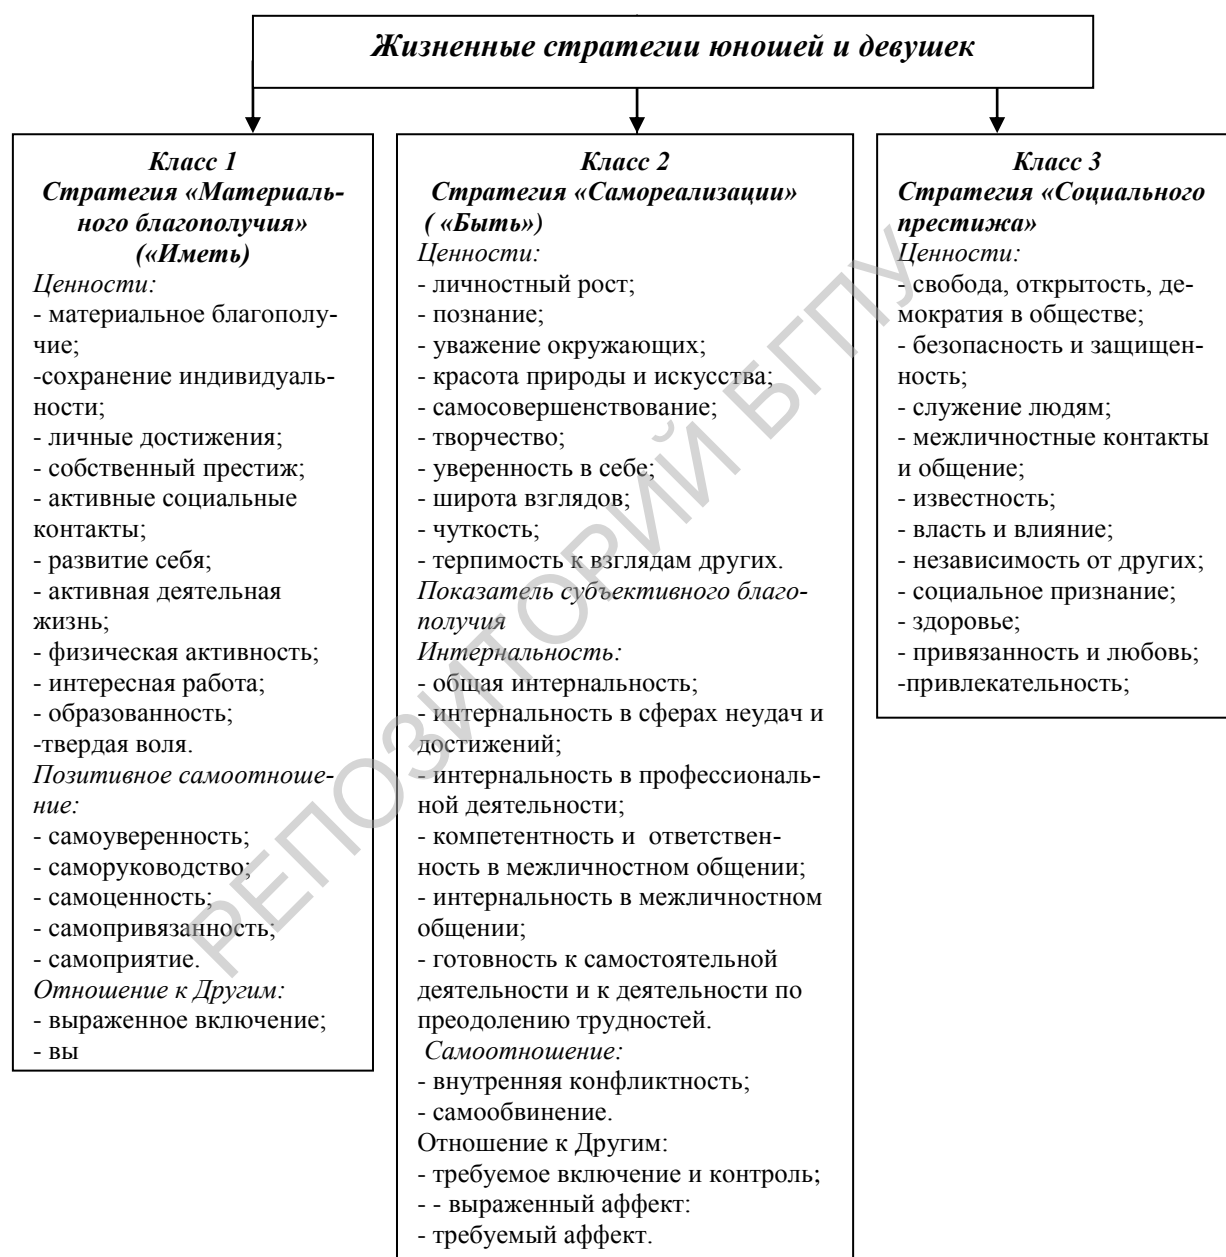 Жизненные стратегии юношей и девушек
Класс 1
Стратегия «Материаль-
ного благополучия»
(«Иметь)
Ценности:
- материальное благополу-
чие;
-сохранение индивидуаль-
ности;
- личные достижения;
- собственный престиж;
- активные социальные
контакты;
- развитие себя;
- активная деятельная
жизнь;
- физическая активность;
- интересная работа;
- образованность;
-твердая воля.
Позитивное самоотноше-
ние:
- самоуверенность;
- саморуководство;
- самоценность;
- самопривязанность;
- самоприятие.
Отношение к Другим:
- выраженное включение;
- вы
Класс 2
Стратегия «Самореализации»
( «Быть»)
Ценности:
- личностный рост;
- познание;
- уважение окружающих;
- красота природы и искусства;
- самосовершенствование;
- творчество;
- уверенность в себе;
- широта взглядов;
- чуткость;
- терпимость к взглядам других.
Показатель субъективного благо-
получия
Интернальность:
- общая интернальность;
- интернальность в сферах неудач и
достижений;
- интернальность в профессиональ-
ной деятельности;
- компетентность и ответствен-
ность в межличностном общении;
- интернальность в межличностном
общении;
- готовность к самостоятельной
деятельности и к деятельности по
преодолению трудностей.
Самоотношение:
- внутренняя конфликтность;
- самообвинение.
Отношение к Другим:
- требуемое включение и контроль;
- - выраженный аффект:
- требуемый аффект.
Класс 3
Стратегия «Социального
престижа»
Ценности:
- свобода, открытость, де-
мократия в обществе;
- безопасность и защищен-
ность;
- служение людям;
- межличностные контакты
и общение;
- известность;
- власть и влияние;
- независимость от других;
- социальное признание;
- здоровье;
- привязанность и любовь;
-привлекательность;
РЕПОЗИТОРИЙ БГПУ